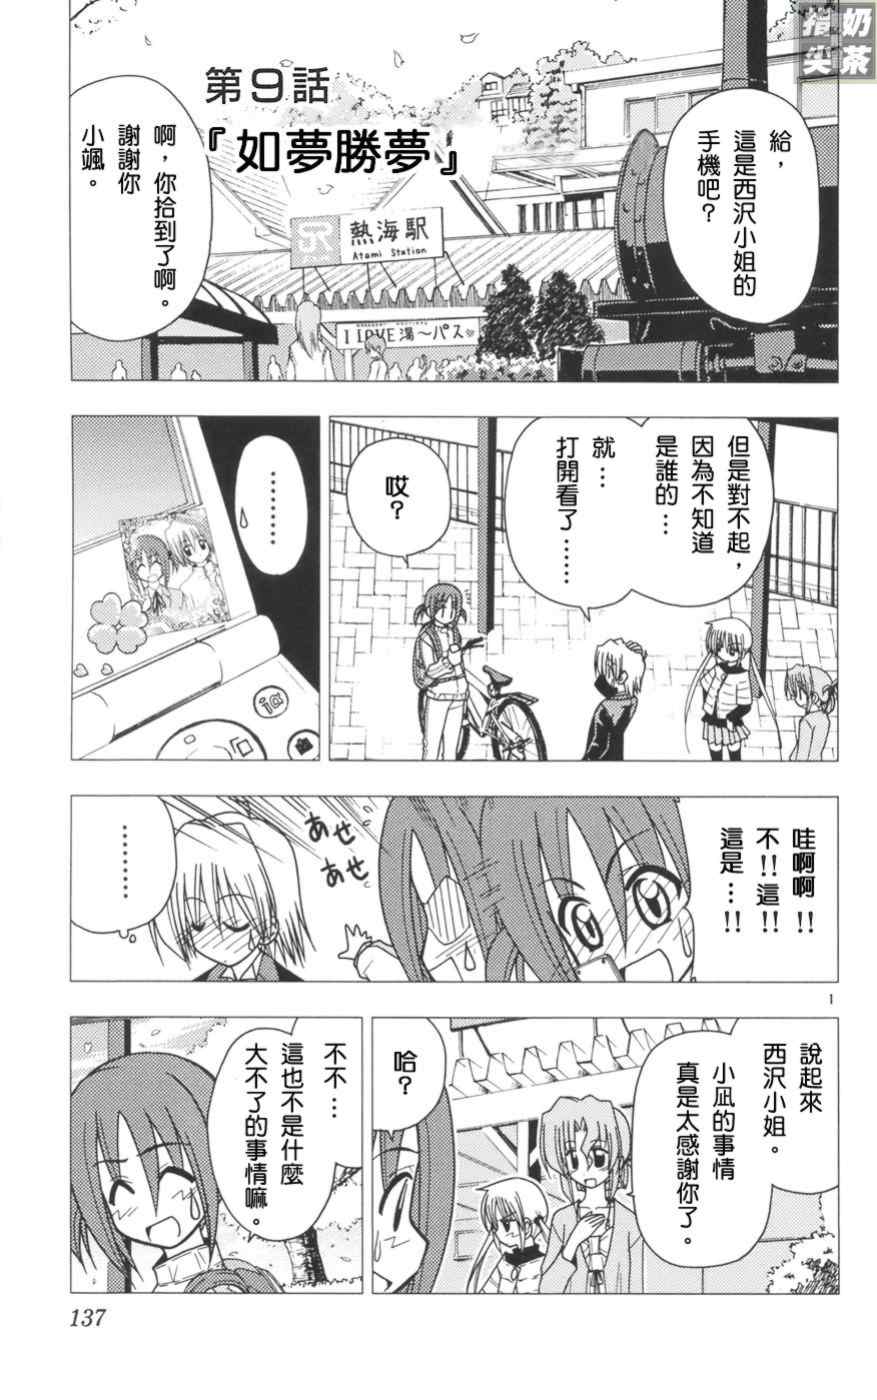 指尖
奶茶
第9話
『如夢勝夢』
給，
這是西沢小姐的
手機吧？
啊，你拾到了啊。
謝謝你
小颯。
JR
熱海駅
Atami Station
I LOVE 湯～パス
但是對不起，
因為不知道
是誰的…
就…
打開看了………
哎？
………
哇啊啊!!
不!!這!!
這是…!!
あせ
あせ
………
1
說起來
西沢小姐。
小凪的事情
真是太感謝你了。
哈？
不不…
這也不是什麼
大不了的事情嘛。
137